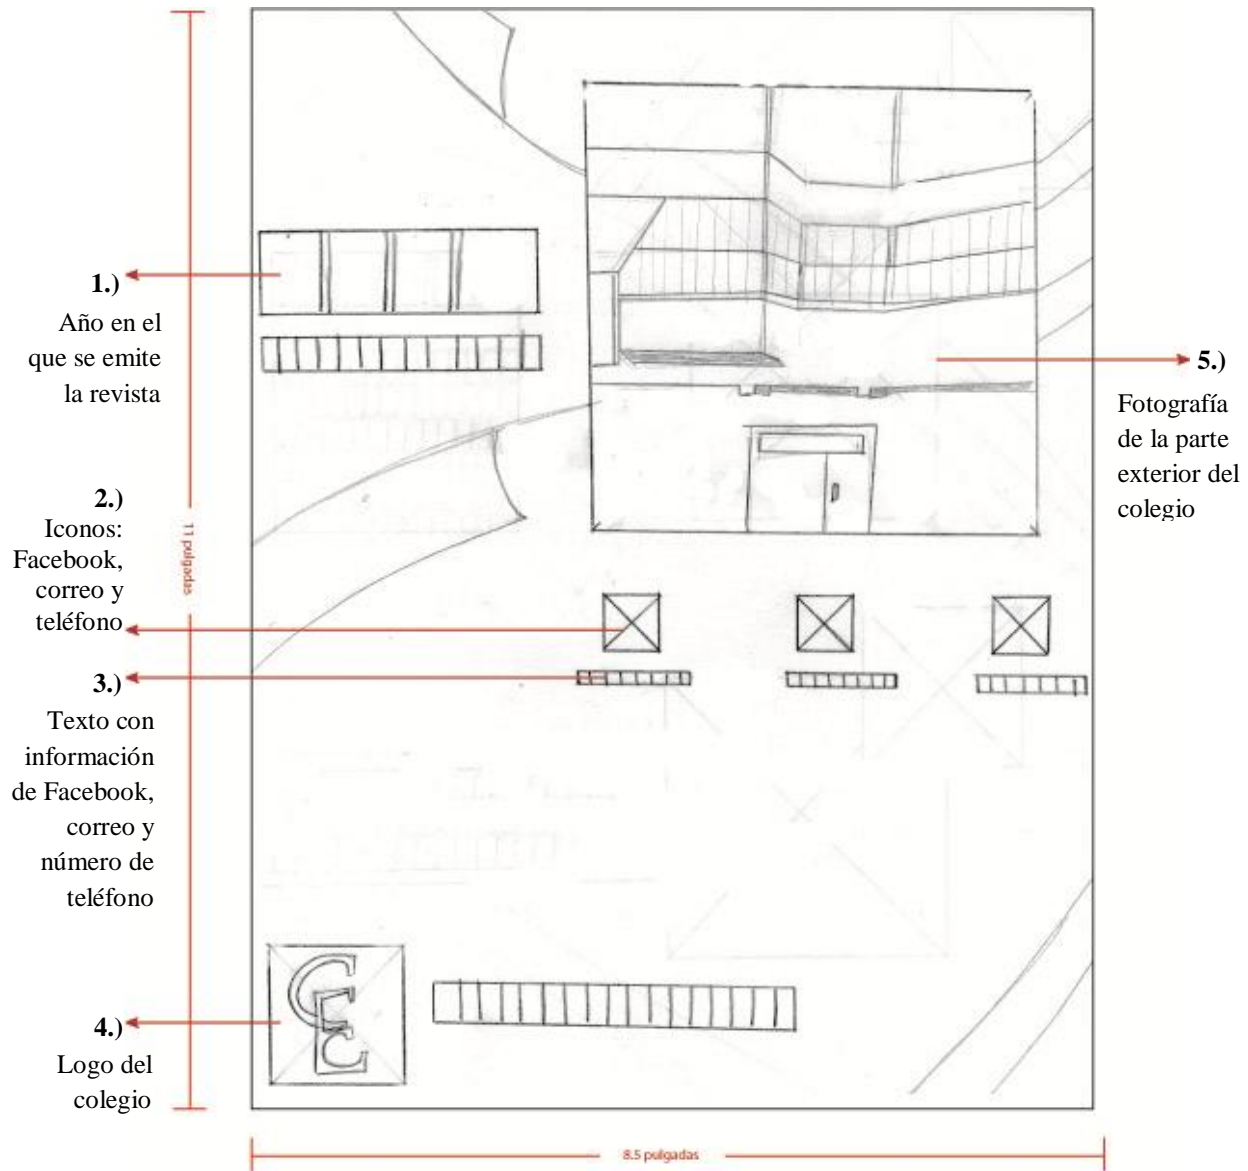 1.)
Año en el
que se emite
la revista
2.)
Iconos:
Facebook,
correo y
teléfono
3.)
Texto con
información
de Facebook,
correo y
número de
teléfono
4.)
Logo del
colegio
11 pulgadas
CEC
5.)
Fotografía
de la parte
exterior del
colegio
8.5 pulgadas